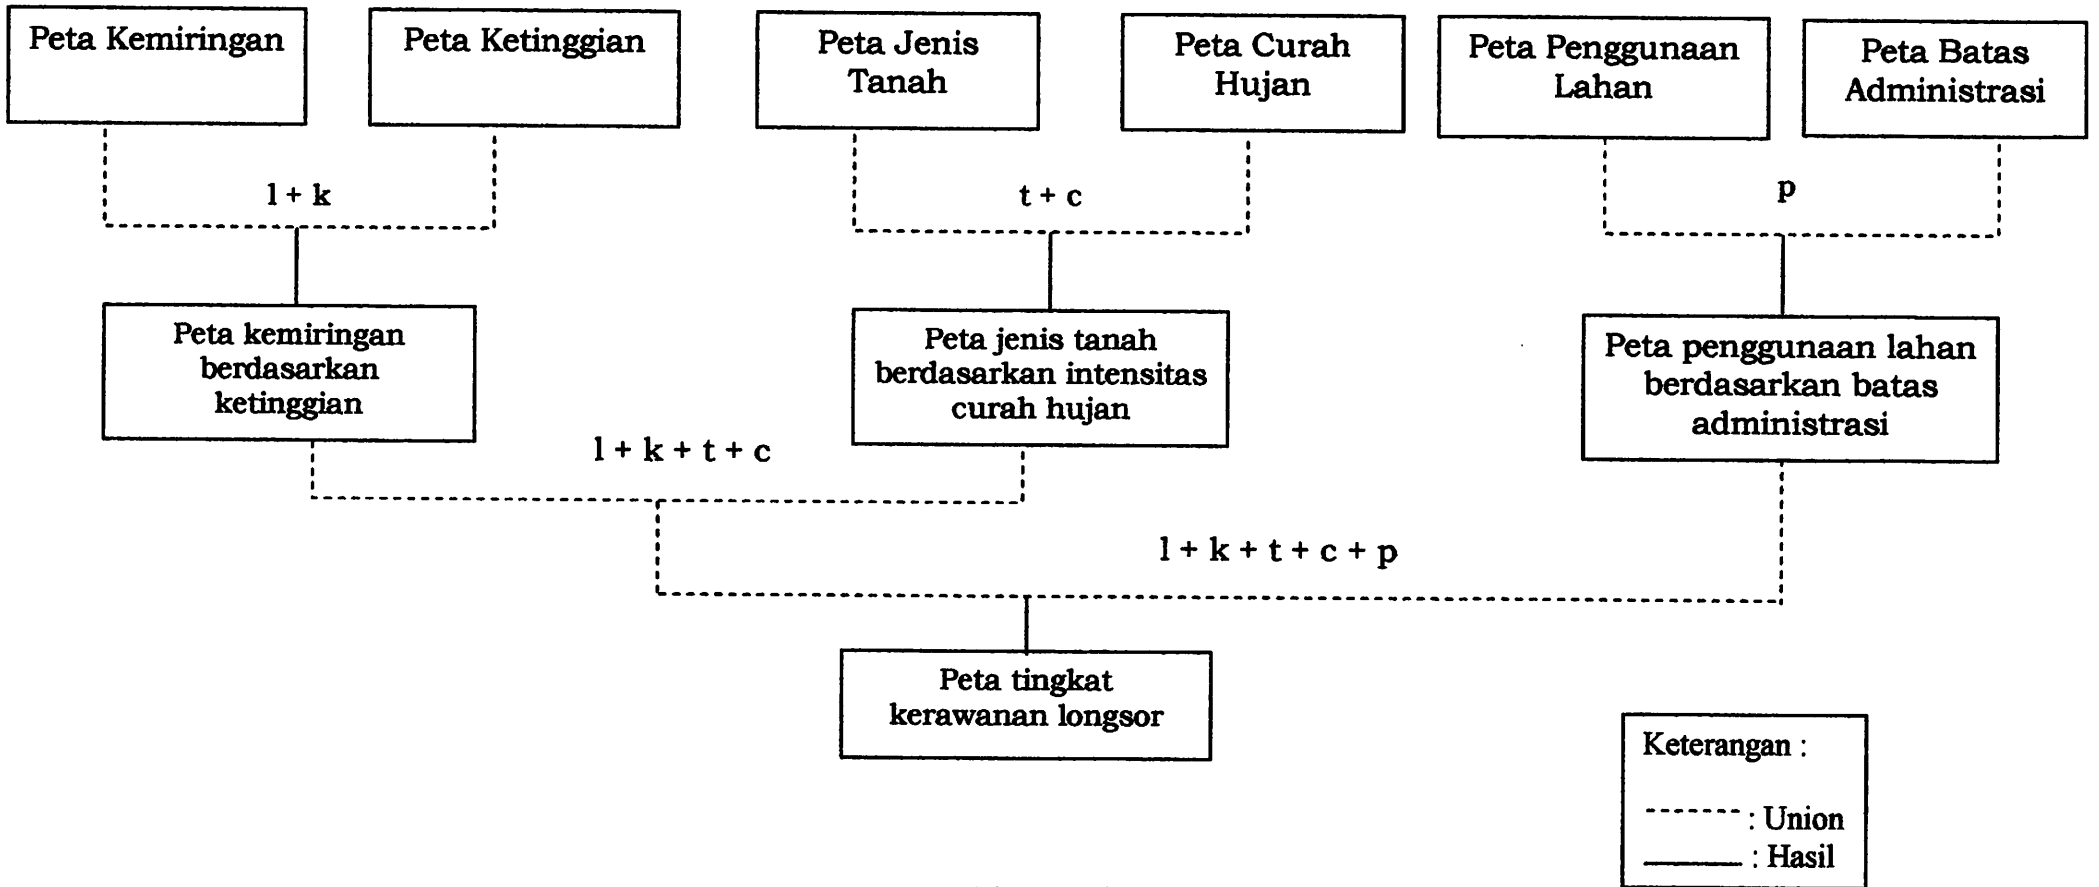 Peta Kemiringan
Peta Ketinggian
Peta Jenis
Tanah
Peta Curah
Hujan
Peta Penggunaan
Lahan
Peta Batas
Administrasi
l + k
t + c
p
Peta kemiringan
berdasarkan
ketinggian
Peta jenis tanah
berdasarkan intensitas
curah hujan
Peta penggunaan lahan
berdasarkan batas
administrasi
l + k + t + c
l + k + t + c + p
Peta tingkat
kerawanan longsor
Keterangan :
: Union
: Hasil